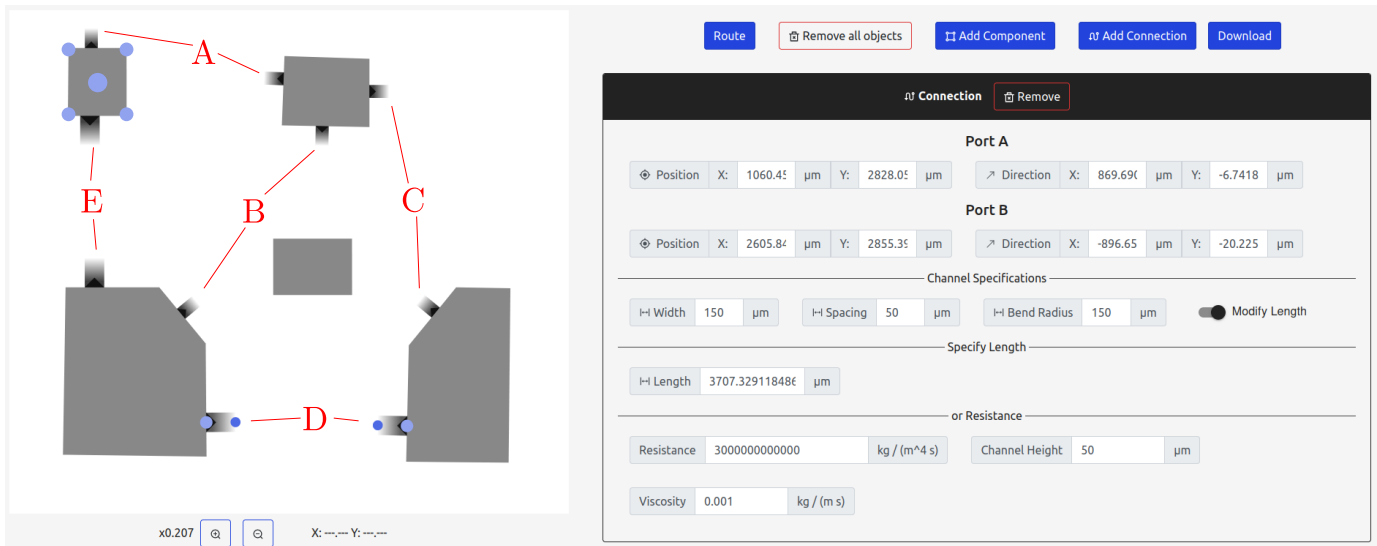 Route
Remove all objects
Add Component
Add Connection
Download
A
B
C
D
E
x0.207
X: ---.--- Y: ---.---
Connection
Remove
Port A
Position X: 1060.45 µm Y: 2828.05 µm Direction X: 869.690 µm Y: -6.7418 µm
Port B
Position X: 2605.84 µm Y: 2855.39 µm Direction X: -896.65 µm Y: -20.225 µm
Channel Specifications
Width 150 µm Spacing 50 µm Bend Radius 150 µm Modify Length
Specify Length
Length 3707.329118486 µm
or Resistance
Resistance 3000000000000 kg / (m^4 s) Channel Height 50 µm
Viscosity 0.001 kg / (m s)